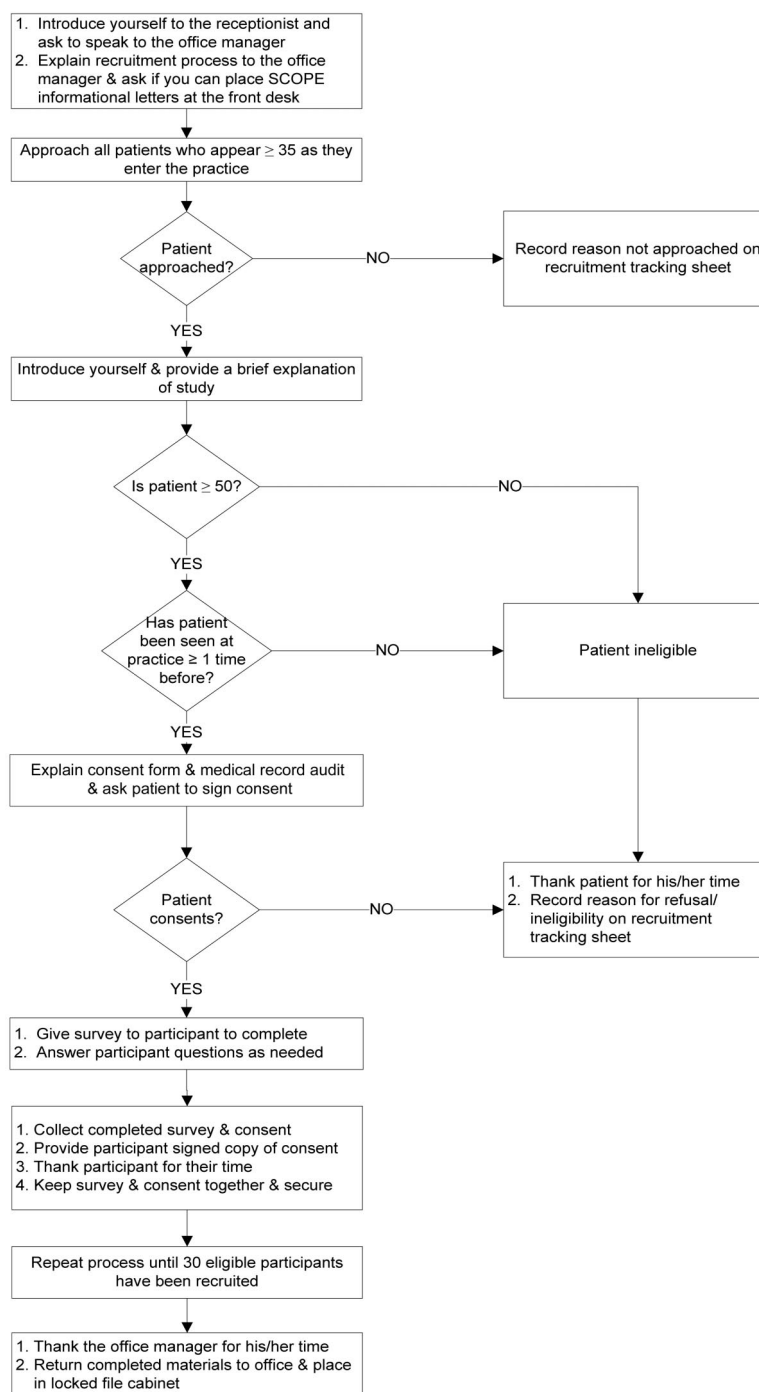 1. Introduce yourself to the receptionist and
ask to speak to the office manager
2. Explain recruitment process to the office
manager & ask if you can place SCOPE
informational letters at the front desk
Approach all patients who appear ≥ 35 as they
enter the practice
Patient
approached?
NO
Record reason not approached on
recruitment tracking sheet
YES
Introduce yourself & provide a brief explanation
of study
Is patient ≥ 50?
NO
YES
Has patient
been seen at
practice ≥ 1 time
before?
NO
Patient ineligible
YES
Explain consent form & medical record audit
& ask patient to sign consent
Patient
consents?
NO
1. Thank patient for his/her time
2. Record reason for refusal/
ineligibility on recruitment
tracking sheet
YES
1. Give survey to participant to complete
2. Answer participant questions as needed
1. Collect completed survey & consent
2. Provide participant signed copy of consent
3. Thank participant for their time
4. Keep survey & consent together & secure
Repeat process until 30 eligible participants
have been recruited
1. Thank the office manager for his/her time
2. Return completed materials to office & place
in locked file cabinet